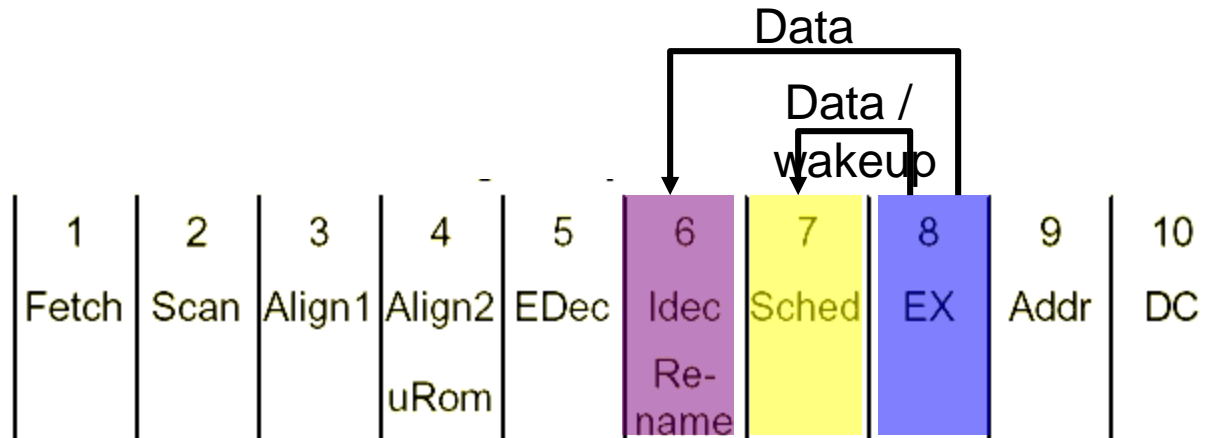 Data
Data /
wakeup
1 2 3 4 5 6 7 8 9 10
Fetch Scan Align1 Align2 EDec Idec Sched EX Addr DC
uRom Re-
name